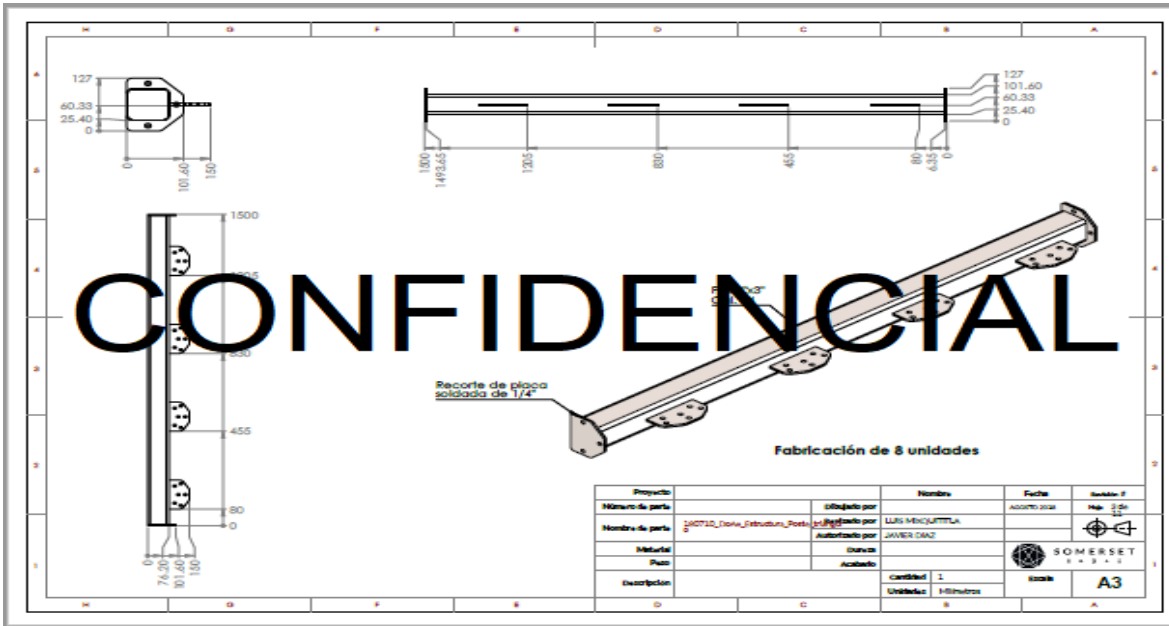 H G F E D C B A
127
60.33
25.40
0
0
101.60
150
127
101.60
60.33
25.40
0
1500
1493.65
1205
830
455
80
6.35
0
1500
830
455
80
0
0
76.20
101.60
150
CONFIDENCIAL
Recorte de placa
soldada de 1/4"
Fabricación de 8 unidades
Proyecto
Nombre
Fecha
Número de parte
Dibujado por
AGOSTO 2018
Nombre de parte
LUIS MIXQUITITLA
Autorizado por
JAVIER DIAZ
Material
Dureza
Peso
Acabado
Descripción
Cantidad 1
Unidades Milímetros
Escala
A3
SOMERSET
H G F E D C B A